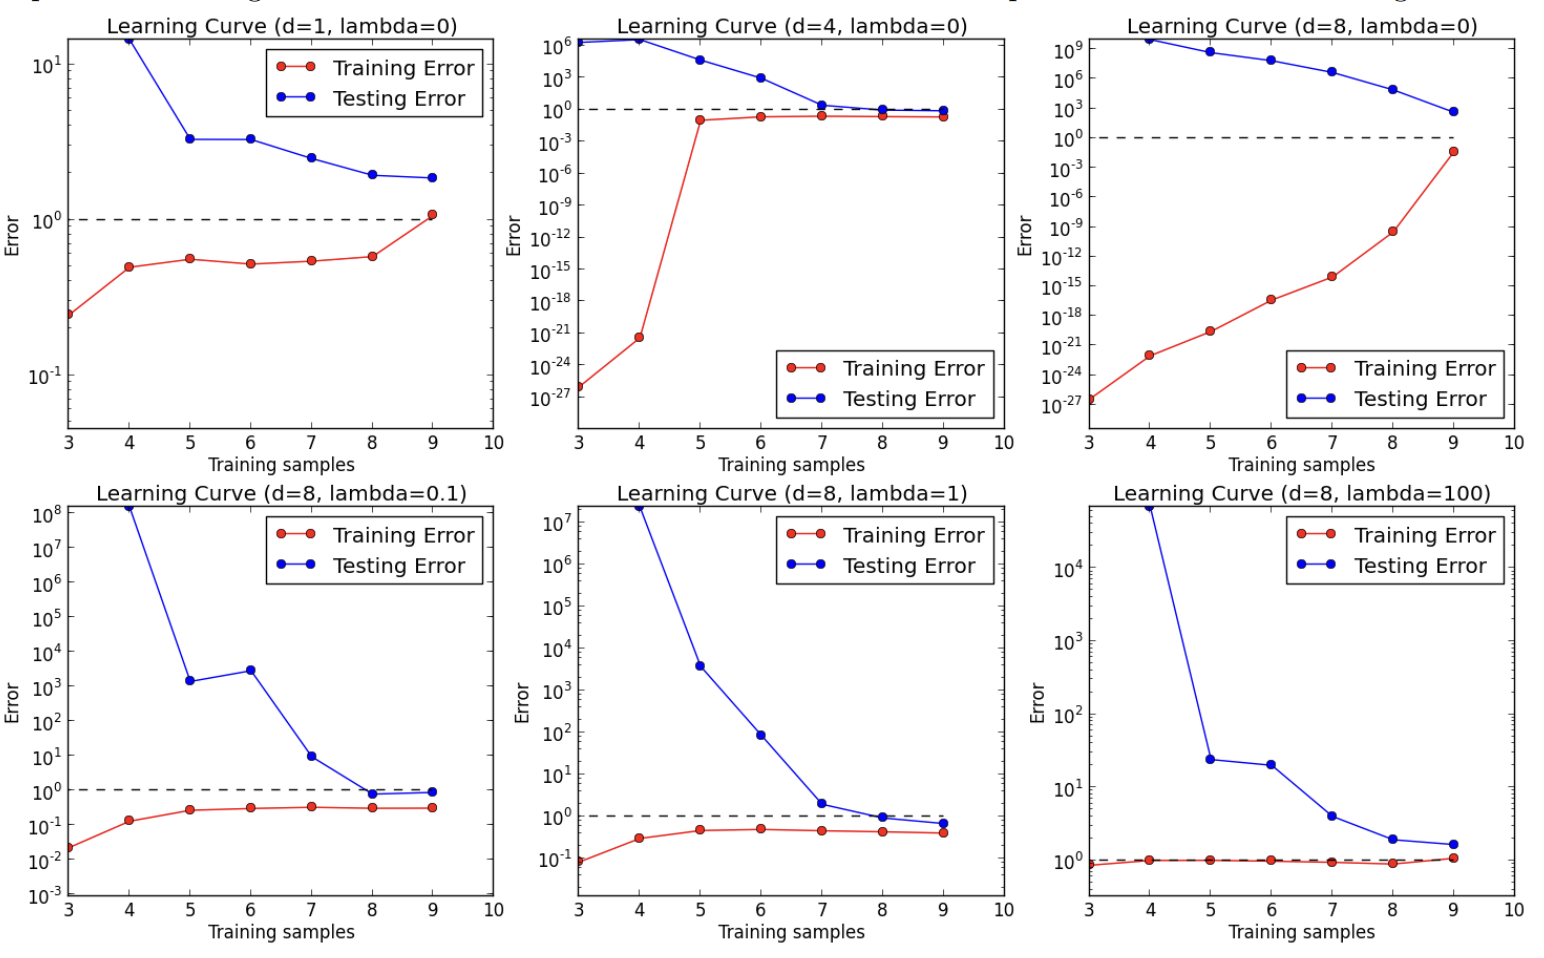 Learning Curve (d=1, lambda=0)
Training Error
Testing Error
10^1
10^0
10^-1
Error
3 4 5 6 7 8 9 10
Training samples
Learning Curve (d=4, lambda=0)
10^6
10^3
10^0
10^-3
10^-6
10^-9
10^-12
10^-15
10^-18
10^-21
10^-24
10^-27
Error
Training Error
Testing Error
3 4 5 6 7 8 9 10
Training samples
Learning Curve (d=8, lambda=0)
10^9
10^6
10^3
10^0
10^-3
10^-6
10^-9
10^-12
10^-15
10^-18
10^-21
10^-24
10^-27
Error
Training Error
Testing Error
3 4 5 6 7 8 9 10
Training samples
Learning Curve (d=8, lambda=0.1)
Training Error
Testing Error
10^8
10^7
10^6
10^5
10^4
10^3
10^2
10^1
10^0
10^-1
10^-2
10^-3
Error
3 4 5 6 7 8 9 10
Training samples
Learning Curve (d=8, lambda=1)
Training Error
Testing Error
10^7
10^6
10^5
10^4
10^3
10^2
10^1
10^0
10^-1
Error
3 4 5 6 7 8 9 10
Training samples
Learning Curve (d=8, lambda=100)
Training Error
Testing Error
10^4
10^3
10^2
10^1
10^0
Error
3 4 5 6 7 8 9 10
Training samples